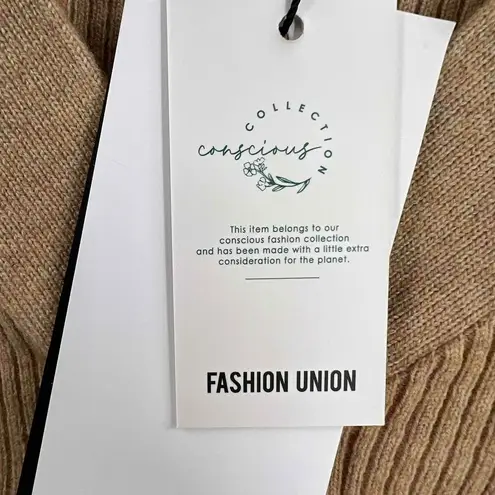 COLLECTION
conscious
This item belongs to our
conscious fashion collection
and has been made with a little extra
consideration for the planet.
FASHION UNION